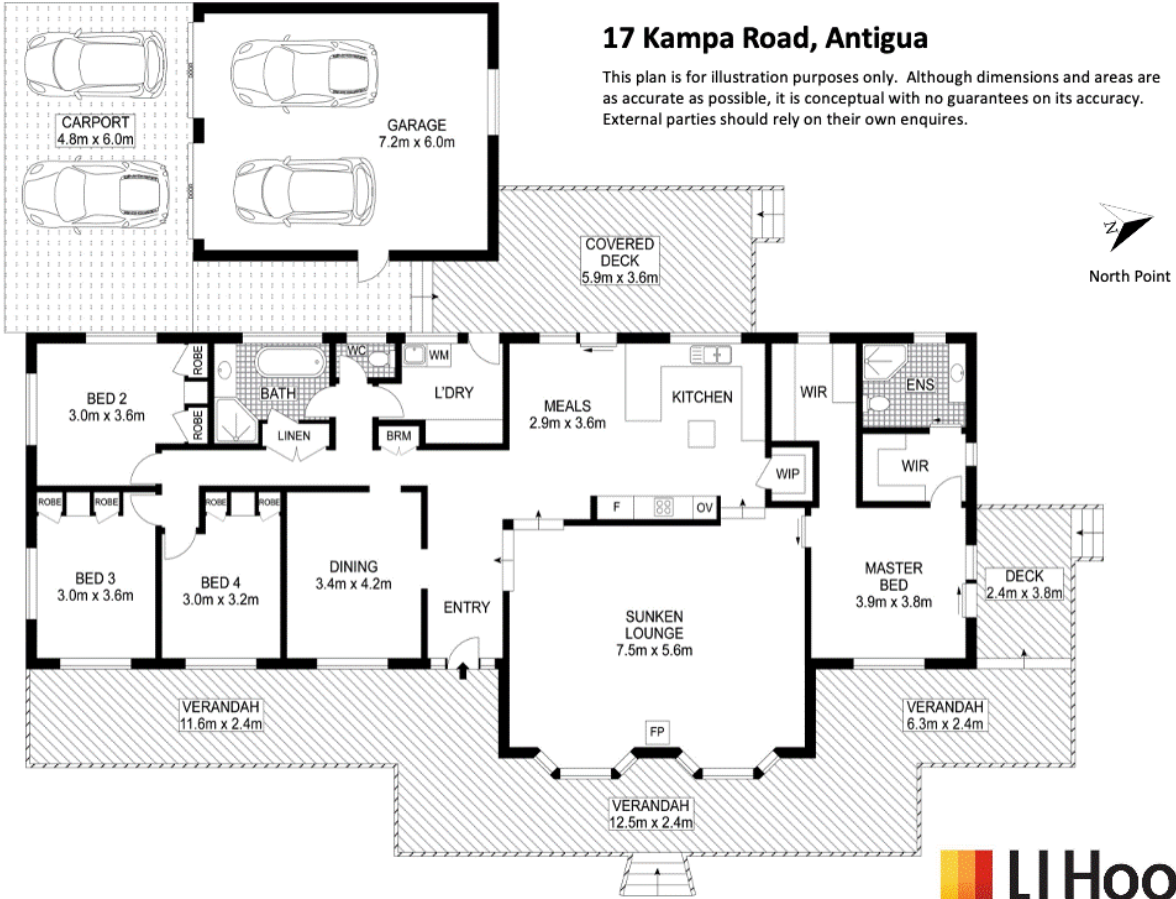 17 Kampa Road, Antigua
This plan is for illustration purposes only. Although dimensions and areas are
as accurate as possible, it is conceptual with no guarantees on its accuracy.
External parties should rely on their own enquires.
CARPORT
4.8m x 6.0m
DOOR
DOOR
GARAGE
7.2m x 6.0m
COVERED
DECK
5.9m x 3.6m
N
North Point
BED 2
3.0m x 3.6m
ROBE
ROBE
BATH
LINEN
WC
WM
L'DRY
BRM
MEALS
2.9m x 3.6m
KITCHEN
WIR
ENS
WIR
WIP
F
OV
ROBE
ROBE
ROBE
ROBE
BED 3
3.0m x 3.6m
BED 4
3.0m x 3.2m
DINING
3.4m x 4.2m
ENTRY
SUNKEN
LOUNGE
7.5m x 5.6m
FP
MASTER
BED
3.9m x 3.8m
DECK
2.4m x 3.8m
VERANDAH
11.6m x 2.4m
VERANDAH
6.3m x 2.4m
VERANDAH
12.5m x 2.4m
LI Hoo